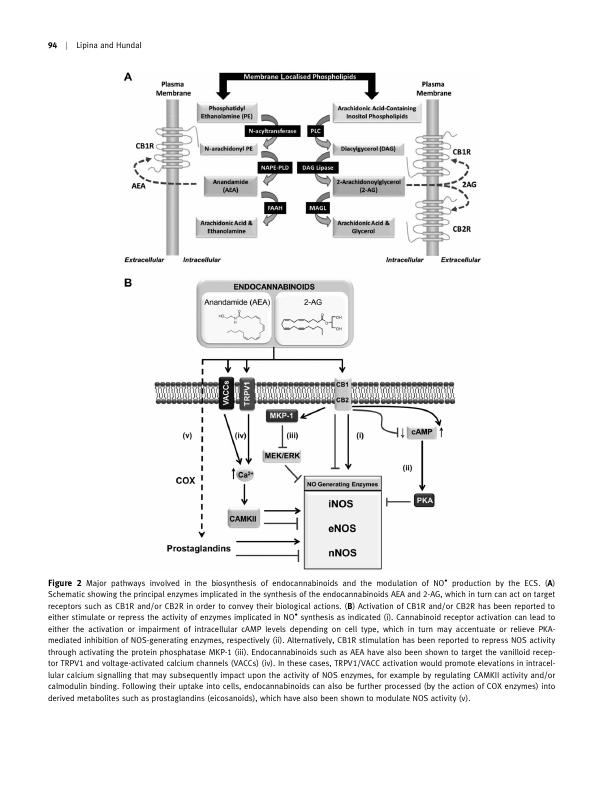 94 | Lipina and Hundal
A
Membrane Localised Phospholipids
Plasma
Membrane
Plasma
Membrane
Phosphatidyl
Ethanolamine (PE)
Arachidonic Acid-Containing
Inositol Phospholipids
N-acyltransferase
PLC
CB1R
N-arachidonyl PE
Diacylglycerol (DAG)
CB1R
NAPE-PLD
DAG Lipase
AEA
Anandamide
(AEA)
2-Arachidonoylglycerol
(2-AG)
2AG
FAAH
MAGL
Arachidonic Acid &
Ethanolamine
Arachidonic Acid &
Glycerol
CB2R
Extracellular Intracellular
Intracellular Extracellular
B
ENDOCANNABINOIDS
Anandamide (AEA)
2-AG
VACCs
TRPV1
CB1
CB2
MKP-1
cAMP
(v)
(iv)
(iii)
(i)
(ii)
MEK/ERK
COX
Ca²⁺
NO Generating Enzymes
PKA
iNOS
CAMKII
eNOS
Prostaglandins
nNOS
Figure 2 Major pathways involved in the biosynthesis of endocannabinoids and the modulation of NO• production by the ECS. (A)
Schematic showing the principal enzymes implicated in the synthesis of the endocannabinoids AEA and 2-AG, which in turn can act on target
receptors such as CB1R and/or CB2R in order to convey their biological actions. (B) Activation of CB1R and/or CB2R has been reported to
either stimulate or repress the activity of enzymes implicated in NO• synthesis as indicated (i). Cannabinoid receptor activation can lead to
either the activation or impairment of intracellular cAMP levels depending on cell type, which in turn may accentuate or relieve PKA-
mediated inhibition of NOS-generating enzymes, respectively (ii). Alternatively, CB1R stimulation has been reported to repress NOS activity
through activating the protein phosphatase MKP-1 (iii). Endocannabinoids such as AEA have also been shown to target the vanilloid recep-
tor TRPV1 and voltage-activated calcium channels (VACCs) (iv). In these cases, TRPV1/VACC activation would promote elevations in intracel-
lular calcium signalling that may subsequently impact upon the activity of NOS enzymes, for example by regulating CAMKII activity and/or
calmodulin binding. Following their uptake into cells, endocannabinoids can also be further processed (by the action of COX enzymes) into
derived metabolites such as prostaglandins (eicosanoids), which have also been shown to modulate NOS activity (v).